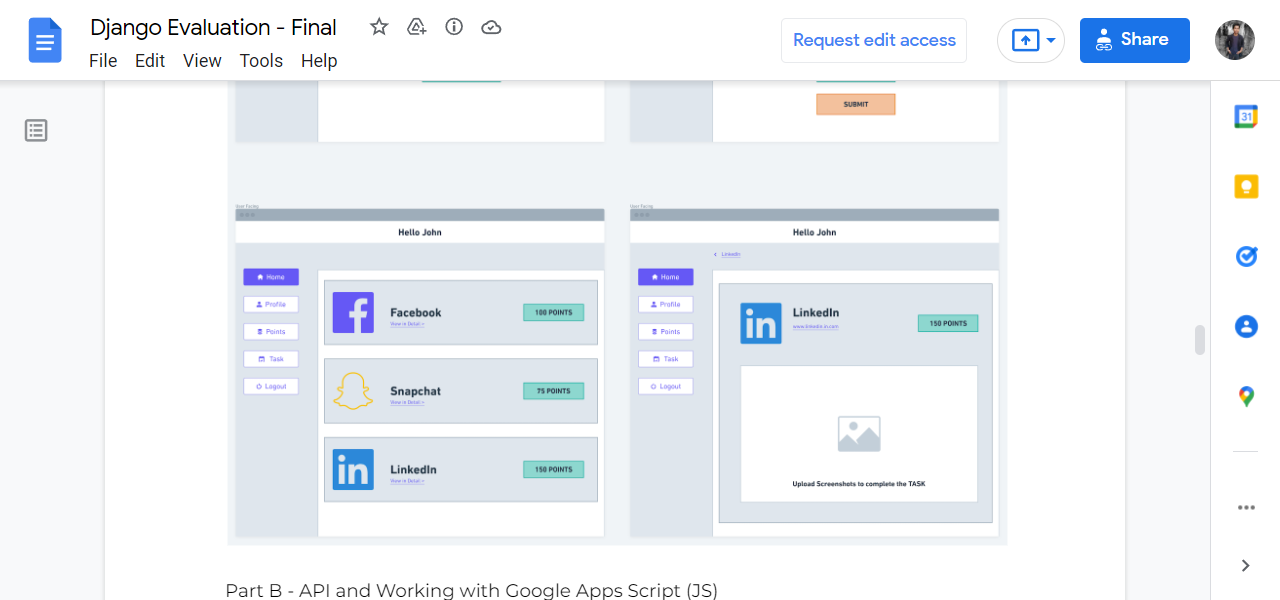 Django Evaluation - Final
File Edit View Tools Help
Request edit access
Share
31
SUBMIT
User Facing
Hello John
Home
Profile
Points
Task
Logout
Facebook
View in Detail >
100 POINTS
Snapchat
View in Detail >
75 POINTS
in
LinkedIn
View in Detail >
150 POINTS
User Facing
Hello John
< LinkedIn
Home
Profile
Points
Task
Logout
in
LinkedIn
www.linkedin.com
150 POINTS
Upload Screenshots to complete the TASK
Part B - API and Working with Google Apps Script (JS)